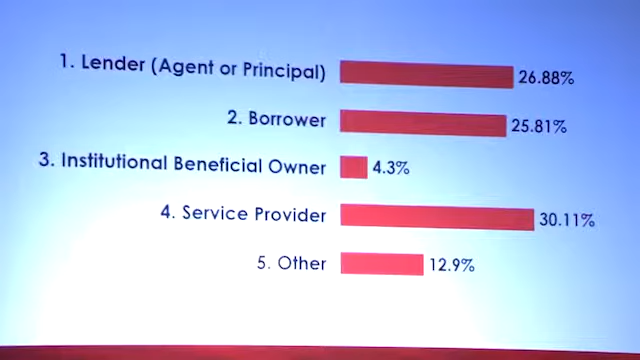 1. Lender (Agent or Principal) 26.88%
2. Borrower 25.81%
3. Institutional Beneficial Owner 4.3%
4. Service Provider 30.11%
5. Other 12.9%